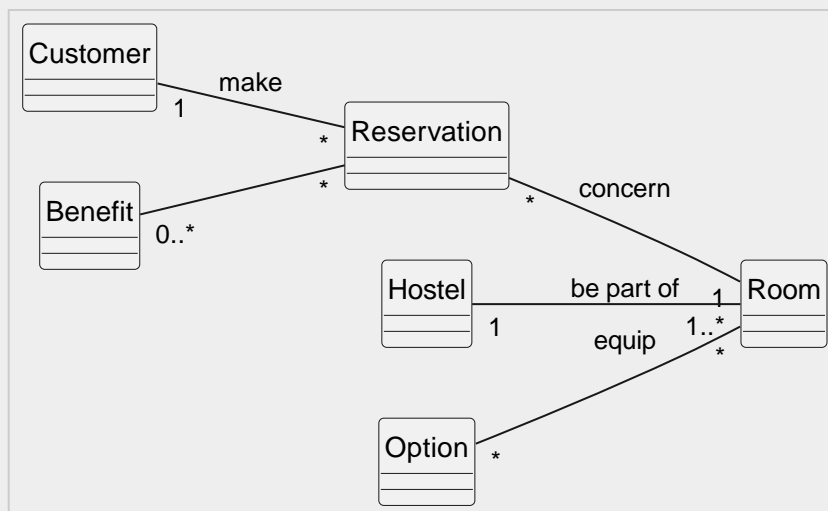 Customer
make
1
*
Reservation
*
Benefit
0..*
*
concern
Hostel
be part of
1
Room
1
1..*
equip
*
Option
*